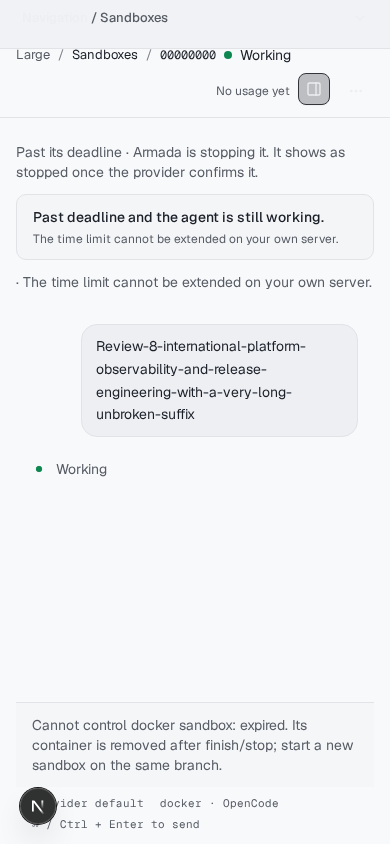 Navigation / Sandboxes
Large / Sandboxes / 00000000 Working
No usage yet
Past its deadline · Armada is stopping it. It shows as
stopped once the provider confirms it.
Past deadline and the agent is still working.
The time limit cannot be extended on your own server.
· The time limit cannot be extended on your own server.
Review-8-international-platform-
observability-and-release-
engineering-with-a-very-long-
unbroken-suffix
Working
Cannot control docker sandbox: expired. Its
container is removed after finish/stop; start a new
sandbox on the same branch.
default docker · OpenCode
/ Ctrl + Enter to send
N